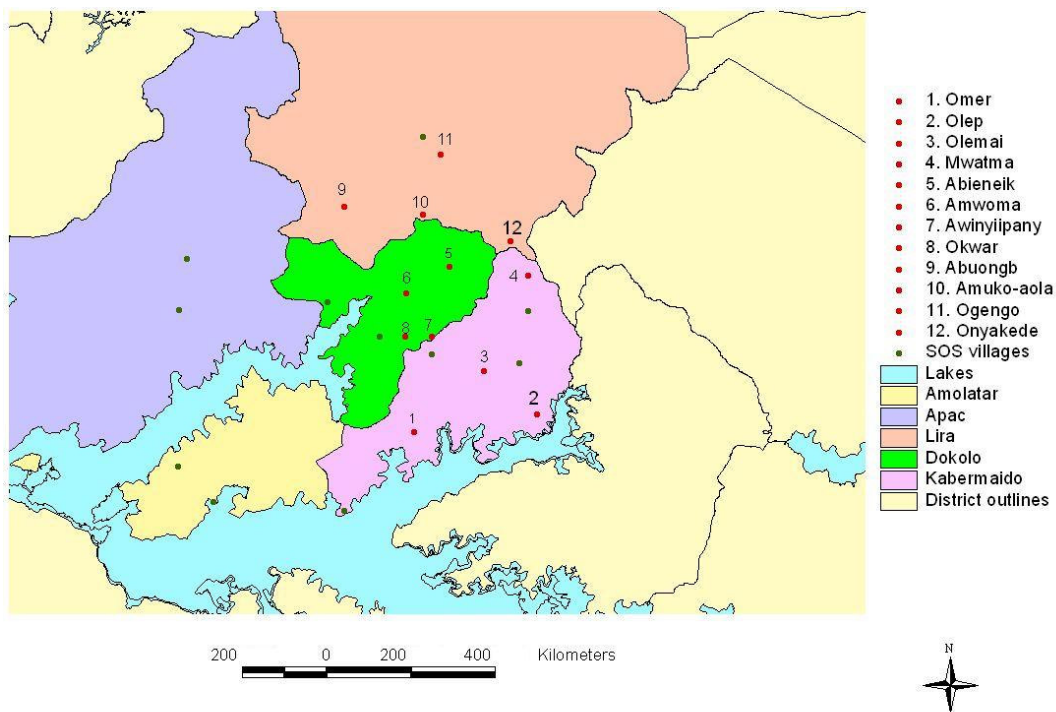 11
9
10
12
5
4
6
8 7
3
2
1
1. Omer
2. Olep
3. Olemai
4. Mwatma
5. Abieneik
6. Amwoma
7. Awinyiipany
8. Okwar
9. Abuongb
10. Amuko-aola
11. Ogengo
12. Onyakede
SOS villages
Lakes
Amolatar
Apac
Lira
Dokolo
Kabermaido
District outlines
200 0 200 400 Kilometers
N